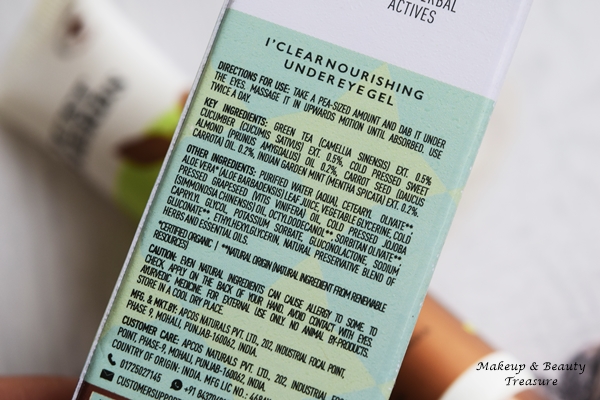 HERBAL
ACTIVES
I'CLEARNOURISHING
UNDEREYEGEL
DIRECTIONS FOR USE: TAKE A PEA-SIZED AMOUNT AND DAB IT UNDER
THE EYES. MASSAGE IT IN UPWARDS MOTION UNTIL ABSORBED. USE
TWICE A DAY.
KEY INGREDIENTS: GREEN TEA (CAMELLIA SINENSIS) EXT. 0.5%
CUCUMBER (CUCUMIS SATIVUS) EXT. 0.5%, COLD PRESSED SWEET
ALMOND (PRUNUS AMYGDALUS) OIL 0.2%, CARROT SEED (DAUCUS
CARROTA) OIL 0.2%, INDIAN GARDEN MINT (MENTHA SPICATA) EXT. 0.2%.
OTHER INGREDIENTS: PURIFIED WATER (AQUA), CETEARYL OLIVATE**
ALOE VERA* (ALOE BARBADENSIS) LEAF JUICE, VEGETABLE GLYCERINE, COLD
PRESSED GRAPESEED (VITIS VINIFERA) OIL, COLD PRESSED JOJOBA
(SIMMONDSIA CHINENSIS) OIL, OCTYLDODECANOL** SORBITAN OLIVATE**
CAPRYLYL GLYCOL, POTASSIUM SORBATE, GLUCONOLACTONE, SODIUM
GLUCONATE** ETHYLHEXYLGLYCERIN, NATURAL PRESERVATIVE BLEND OF
HERBS AND ESSENTIAL OILS.
*CERTIFIED ORGANIC | **NATURAL ORIGIN (NATURAL INGREDIENT FROM RENEWABLE
RESOURCES)
CAUTION: EVEN NATURAL INGREDIENTS CAN CAUSE ALLERGY TO SOME, TO
CHECK, APPLY ON THE BACK OF YOUR HAND. AVOID CONTACT WITH EYES.
AYURVEDIC MEDICINE. FOR EXTERNAL USE ONLY. NO ANIMAL BY-PRODUCTS.
STORE IN A COOL DRY PLACE.
MFG. & MKT. BY: APCOS NATURALS PVT. LTD., 202, INDUSTRIAL FOCAL POINT,
PHASE 9, MOHALI, PUNJAB-160062, INDIA.
CUSTOMER CARE: APCOS NATURALS PVT. LTD., 202, INDUSTRIAL FOCAL
POINT, PHASE 9, MOHALI, PUNJAB-160062, INDIA.
COUNTRY OF ORIGIN: INDIA. MFG LIC NO.:
01725027145
CUSTOMERSUPPORT
Makeup & Beauty
Treasure